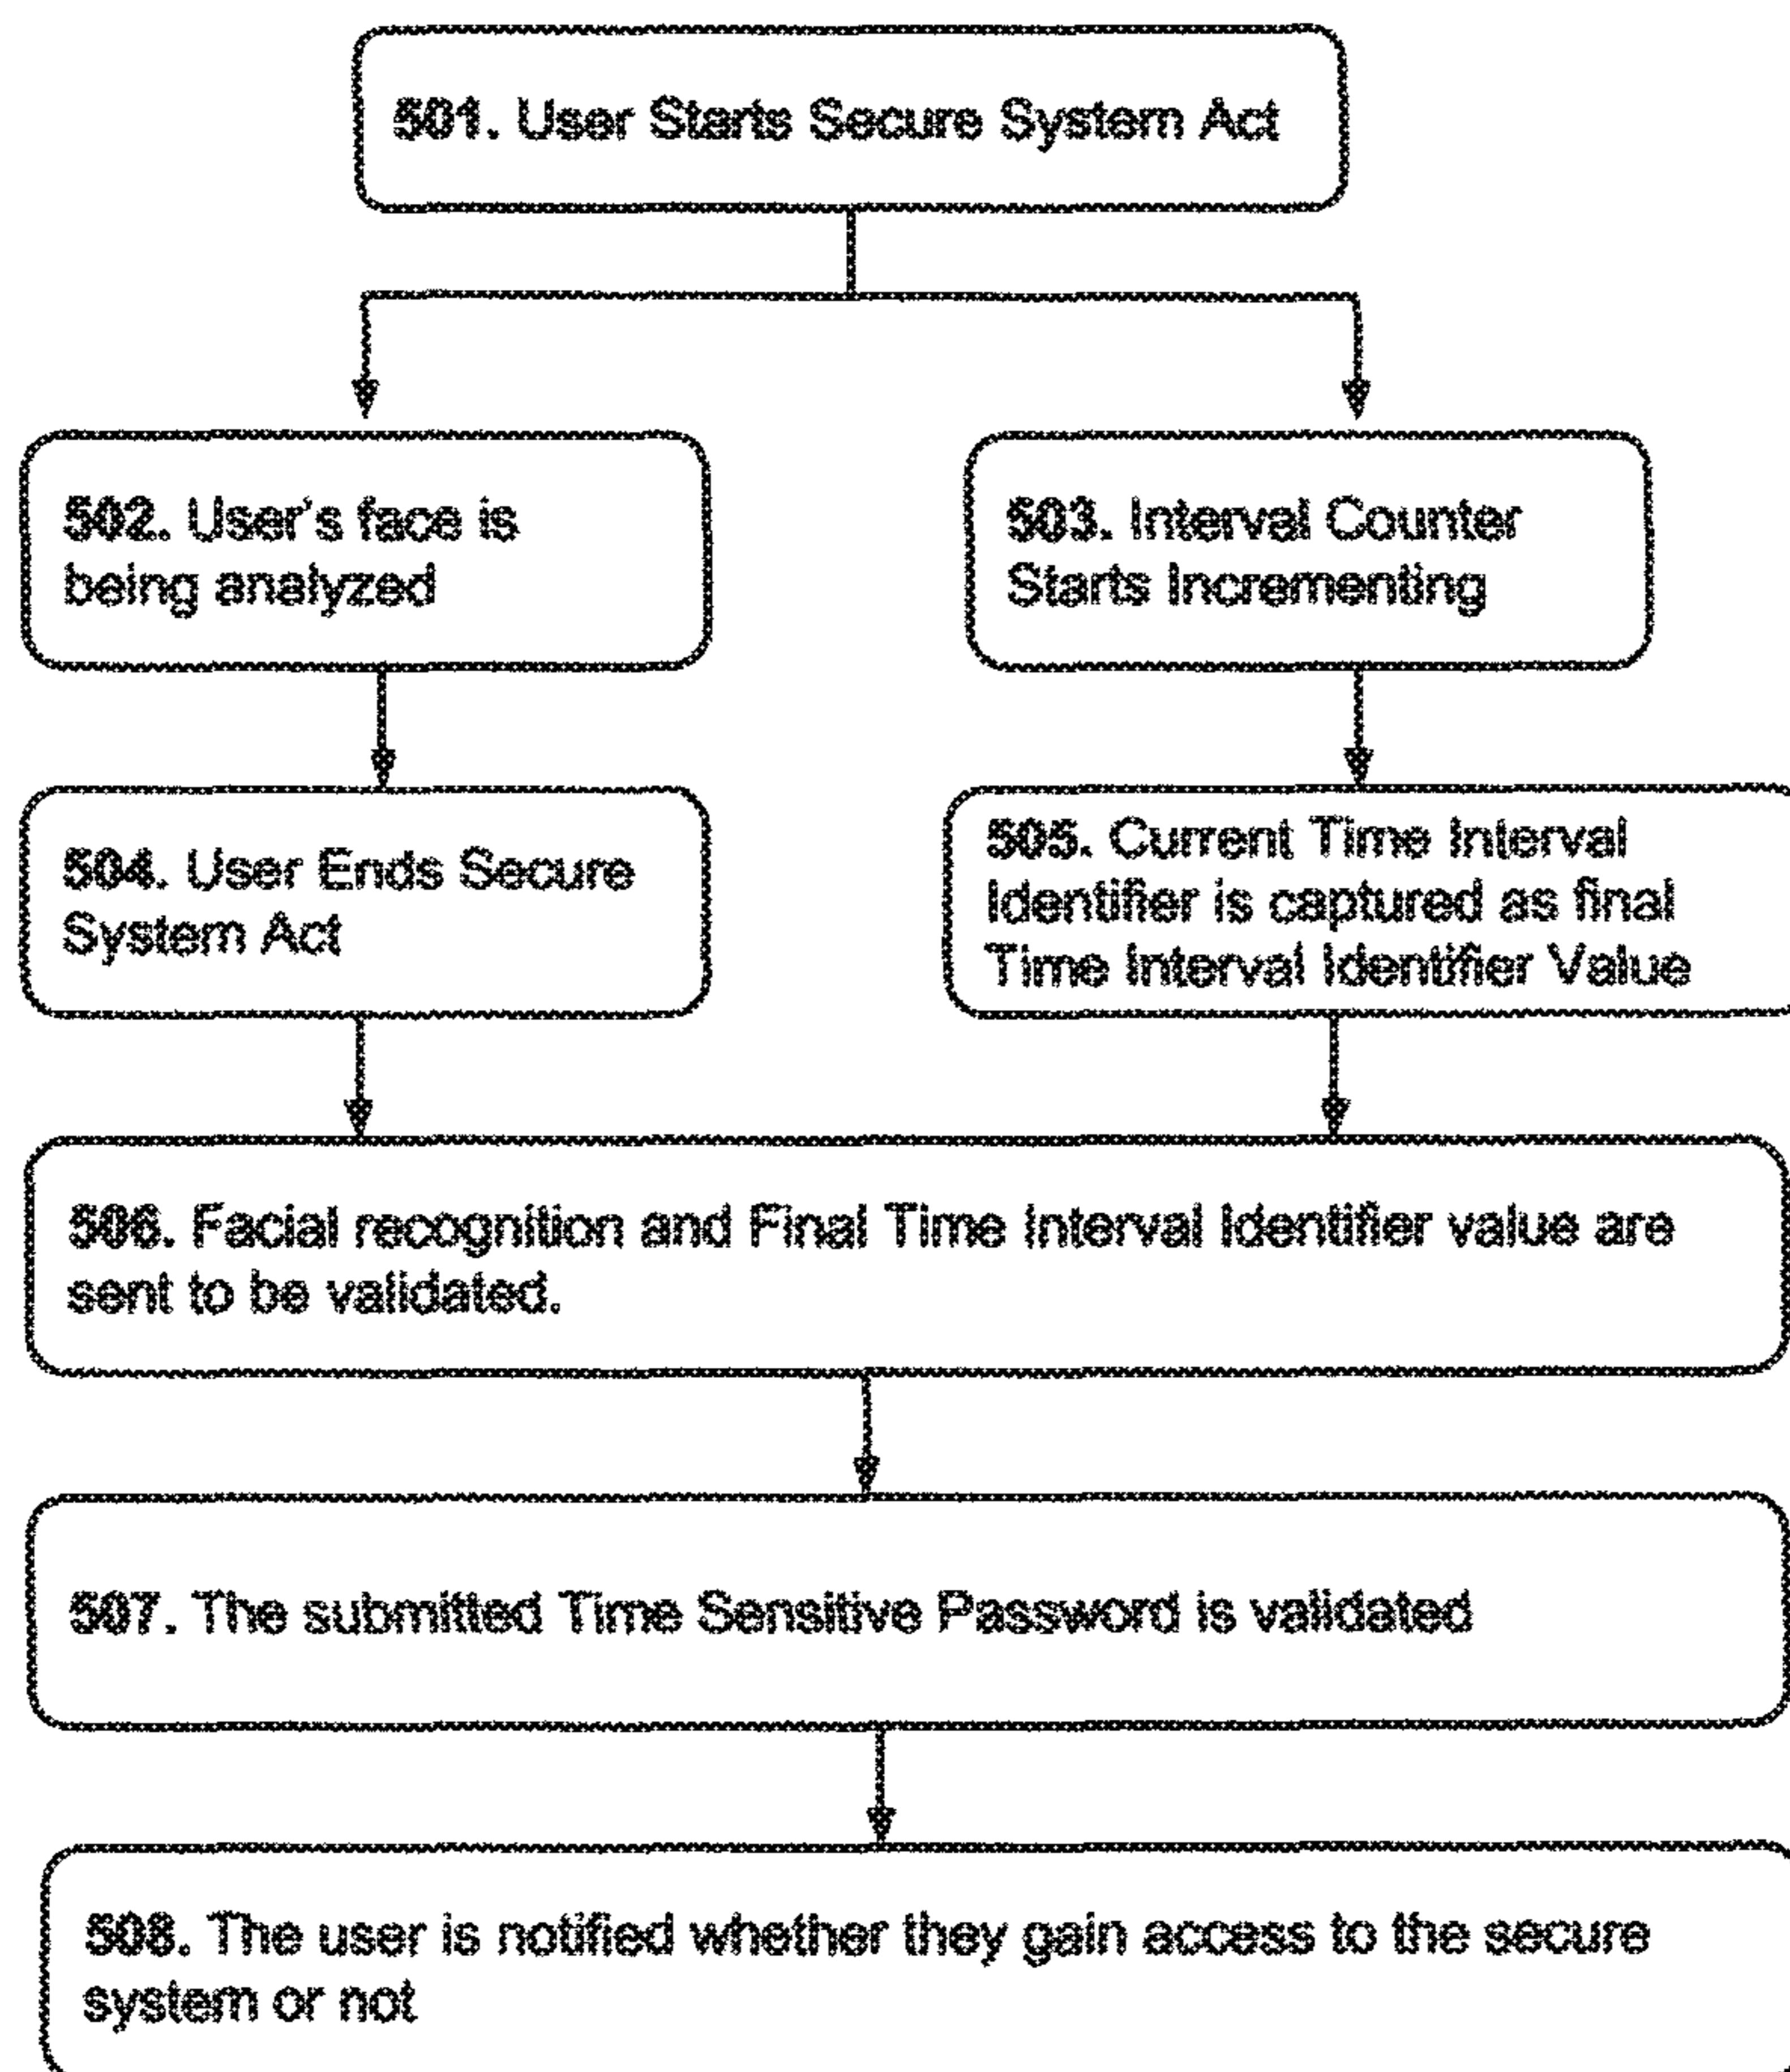 501. User Starts Secure System Act
502. User's face is
being analyzed
503. Interval Counter
Starts Incrementing
504. User Ends Secure
System Act
505. Current Time Interval
Identifier is captured as final
Time Interval Identifier Value
506. Facial recognition and Final Time Interval Identifier value are
sent to be validated.
507. The submitted Time Sensitive Password is validated
508. The user is notified whether they gain access to the secure
system or not